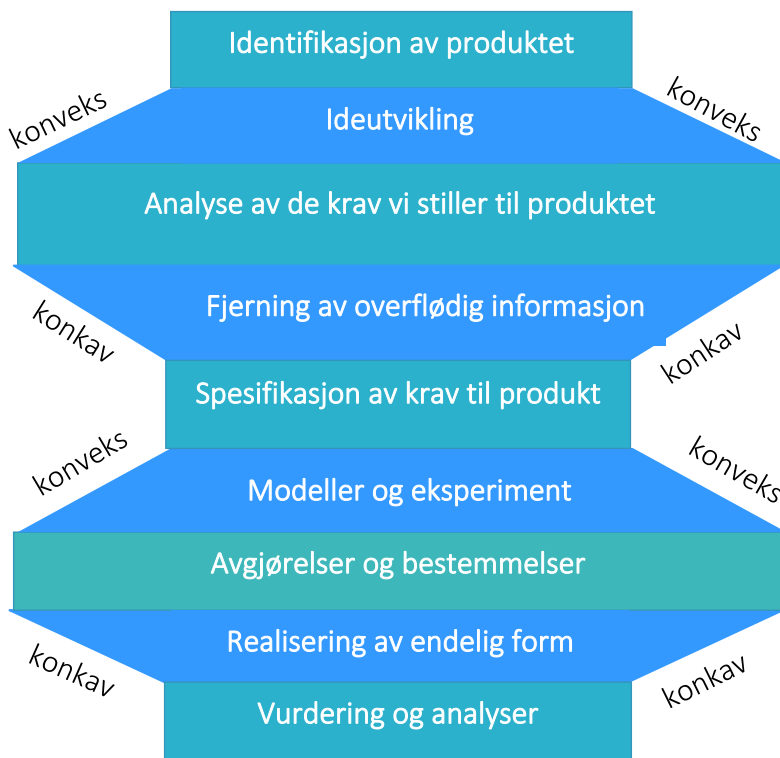 Identifikasjon av produktet
konveks
konveks
Ideutvikling
Analyse av de krav vi stiller til produktet
Fjerning av overflødig informasjon
konkav
konkav
Spesifikasjon av krav til produkt
konveks
konveks
Modeller og eksperiment
Avgjørelser og bestemmelser
Realisering av endelig form
konkav
konkav
Vurdering og analyser